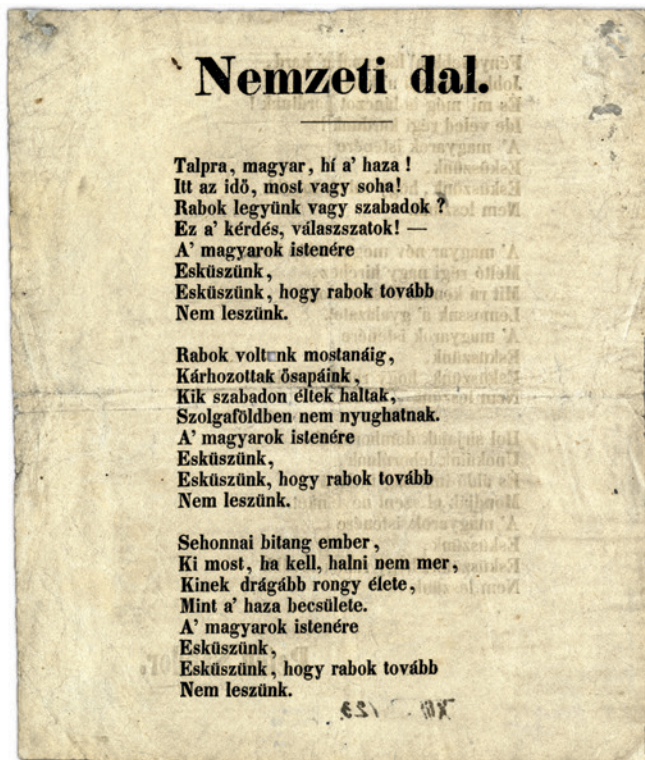 Nemzeti dal.
Talpra, magyar, hí a' haza !
Itt az idő, most vagy soha!
Rabok legyünk vagy szabadok ?
Ez a' kérdés, válaszszatok! —
A' magyarok istenére
Esküszünk,
Esküszünk, hogy rabok tovább
Nem leszünk.
Rabok voltunk mostanáig,
Kárhozottak ősapáink,
Kik szabadon éltek haltak,
Szolgaföldben nem nyughatnak.
A' magyarok istenére
Esküszünk,
Esküszünk, hogy rabok tovább
Nem leszünk.
Sehonnai bitang ember,
Ki most, ha kell, halni nem mer,
Kinek drágább rongy élete,
Mint a' haza becsülete.
A' magyarok istenére
Esküszünk,
Esküszünk, hogy rabok tovább
Nem leszünk.